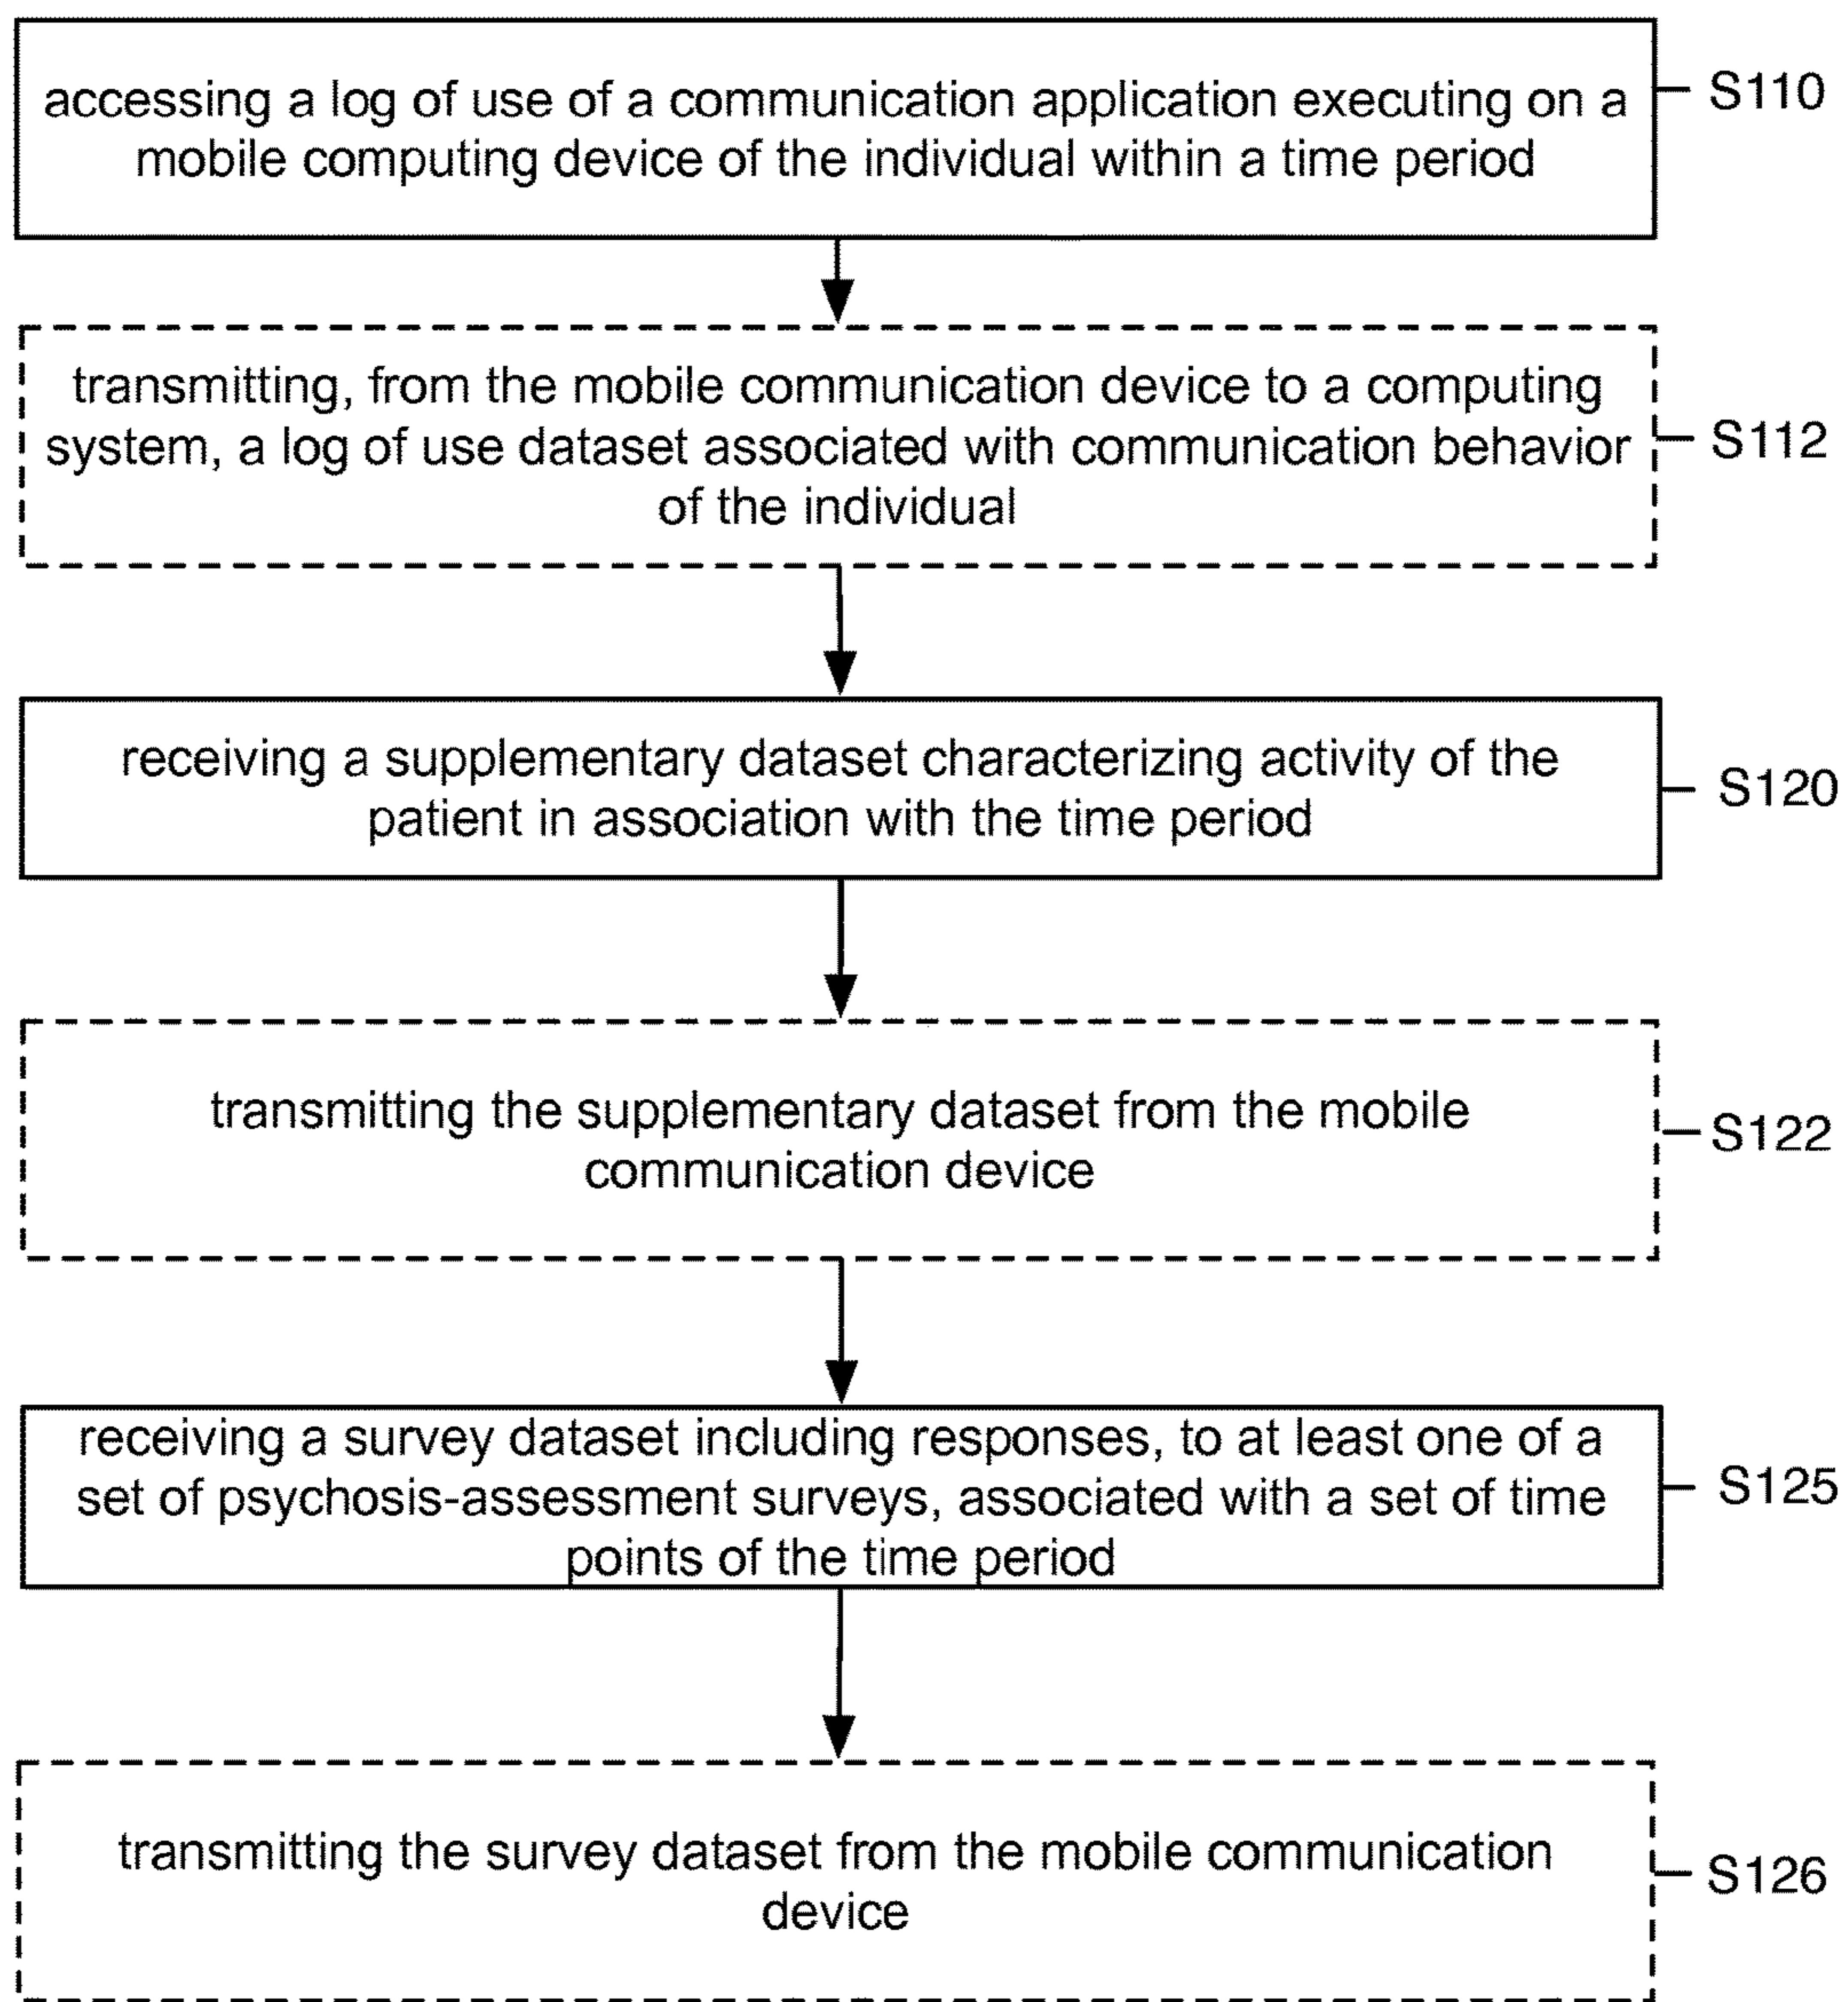 accessing a log of use of a communication application executing on a
mobile computing device of the individual within a time period
S110
transmitting, from the mobile communication device to a computing
system, a log of use dataset associated with communication behavior
of the individual
S112
receiving a supplementary dataset characterizing activity of the
patient in association with the time period
S120
transmitting the supplementary dataset from the mobile
communication device
S122
receiving a survey dataset including responses, to at least one of a
set of psychosis-assessment surveys, associated with a set of time
points of the time period
S125
transmitting the survey dataset from the mobile communication
device
S126